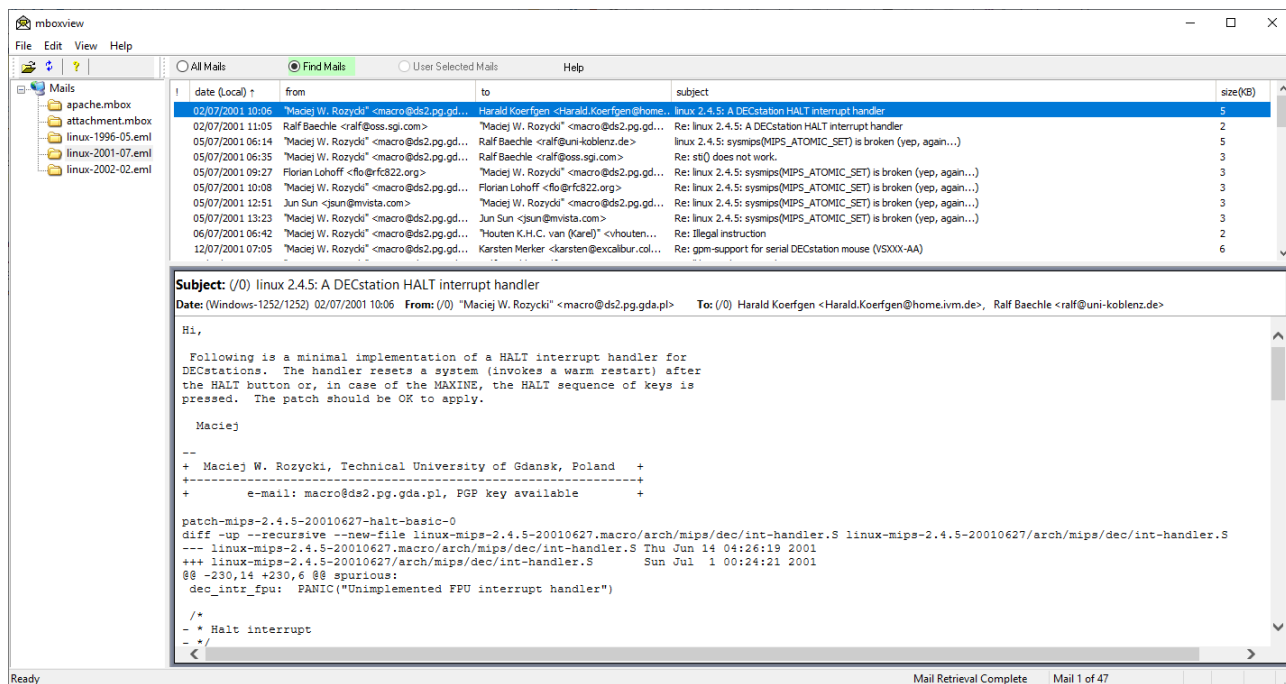 mboxview
File Edit View Help
All Mails Find Mails User Selected Mails Help
Mails
apache.mbox
attachment.mbox
linux-1996-05.eml
linux-2001-07.eml
linux-2002-02.eml
! date (Local) ↑ from to subject size(KB)
02/07/2001 10:06 "Maciej W. Rozycki" <macro@ds2.pg.gd... Harald Koerfgen <Harald.Koerfgen@home... linux 2.4.5: A DECstation HALT interrupt handler 5
02/07/2001 11:05 Ralf Baechle <ralf@oss.sgi.com> "Maciej W. Rozycki" <macro@ds2.pg.gd... Re: linux 2.4.5: A DECstation HALT interrupt handler 2
05/07/2001 06:14 "Maciej W. Rozycki" <macro@ds2.pg.gd... Ralf Baechle <ralf@uni-koblenz.de> linux 2.4.5: sysmips(MIPS_ATOMIC_SET) is broken (yep, again...) 5
05/07/2001 06:35 "Maciej W. Rozycki" <macro@ds2.pg.gd... Ralf Baechle <ralf@oss.sgi.com> Re: sti() does not work. 3
05/07/2001 09:27 Florian Lohoff <flo@rfc822.org> "Maciej W. Rozycki" <macro@ds2.pg.gd... Re: linux 2.4.5: sysmips(MIPS_ATOMIC_SET) is broken (yep, again...) 3
05/07/2001 10:08 "Maciej W. Rozycki" <macro@ds2.pg.gd... Florian Lohoff <flo@rfc822.org> Re: linux 2.4.5: sysmips(MIPS_ATOMIC_SET) is broken (yep, again...) 3
05/07/2001 12:51 Jun Sun <jsun@mvista.com> "Maciej W. Rozycki" <macro@ds2.pg.gd... Re: linux 2.4.5: sysmips(MIPS_ATOMIC_SET) is broken (yep, again...) 3
05/07/2001 13:23 "Maciej W. Rozycki" <macro@ds2.pg.gd... Jun Sun <jsun@mvista.com> Re: linux 2.4.5: sysmips(MIPS_ATOMIC_SET) is broken (yep, again...) 3
06/07/2001 06:42 "Maciej W. Rozycki" <macro@ds2.pg.gd... "Houten K.H.C. van (Karel)" <vhouten... Re: Illegal instruction 2
12/07/2001 07:05 "Maciej W. Rozycki" <macro@ds2.pg.gd... Karsten Merker <karsten@excalibur.col... Re: gpm-support for serial DECstation mouse (VSXXX-AA) 6
Subject: (/0) linux 2.4.5: A DECstation HALT interrupt handler
Date: (Windows-1252/1252) 02/07/2001 10:06 From: (/0) "Maciej W. Rozycki" <macro@ds2.pg.gda.pl> To: (/0) Harald Koerfgen <Harald.Koerfgen@home.ivm.de>, Ralf Baechle <ralf@uni-koblenz.de>
Hi,
Following is a minimal implementation of a HALT interrupt handler for
DECstations. The handler resets a system (invokes a warm restart) after
the HALT button or, in case of the MAXINE, the HALT sequence of keys is
pressed. The patch should be OK to apply.
Maciej
--
+ Maciej W. Rozycki, Technical University of Gdansk, Poland +
+--------------------------------------------------------------+
+ e-mail: macro@ds2.pg.gda.pl, PGP key available +
patch-mips-2.4.5-20010627-halt-basic-0
diff -up --recursive --new-file linux-mips-2.4.5-20010627.macro/arch/mips/dec/int-handler.S linux-mips-2.4.5-20010627/arch/mips/dec/int-handler.S
--- linux-mips-2.4.5-20010627.macro/arch/mips/dec/int-handler.S Thu Jun 14 04:26:19 2001
+++ linux-mips-2.4.5-20010627/arch/mips/dec/int-handler.S Sun Jul 1 00:24:21 2001
@@ -230,14 +230,6 @@ spurious:
dec_intr_fpu: PANIC("Unimplemented FPU interrupt handler")
/*
- * Halt interrupt
- */
Ready Mail Retrieval Complete Mail 1 of 47